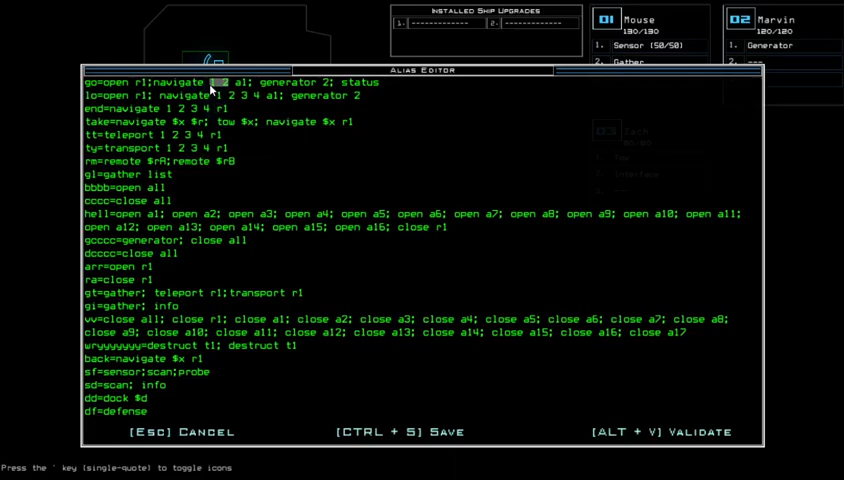 Installed Ship Upgrades
1. ------------- 2. -------------
01 Mouse
130/130
1. Sensor (50/50)
2. Gather
02 Marvin
120/120
1. Generator
2. ---
Alias Editor
go=open r1;navigate 1 2 a1; generator 2; status
lo=open r1; navigate 1 2 3 4 a1; generator 2
end=navigate 1 2 3 4 r1
take=navigate $x $r; tow $x; navigate $x r1
tt=teleport 1 2 3 4 r1
ty=transport 1 2 3 4 r1
rm=remote $rA;remote $rB
gl=gather list
bbbb=open all
cccc=close all
hell=open a1; open a2; open a3; open a4; open a5; open a6; open a7; open a8; open a9; open a10; open a11;
open a12; open a13; open a14; open a15; open a16; close r1
gcccc=generator; close all
dcccc=close all
arr=open r1
ra=close r1
gt=gather; teleport r1;transport r1
gi=gather; info
vv=close all; close r1; close a1; close a2; close a3; close a4; close a5; close a6; close a7; close a8;
close a9; close a10; close a11; close a12; close a13; close a14; close a15; close a16; close a17
wryyyyyy=destruct t1; destruct t1
back=navigate $x r1
sf=sensor;scan;probe
sd=scan; info
dd=dock $d
df=defense
[Esc] Cancel [CTRL + S] Save [ALT + V] Validate
Press the ' key (single-quote) to toggle icons